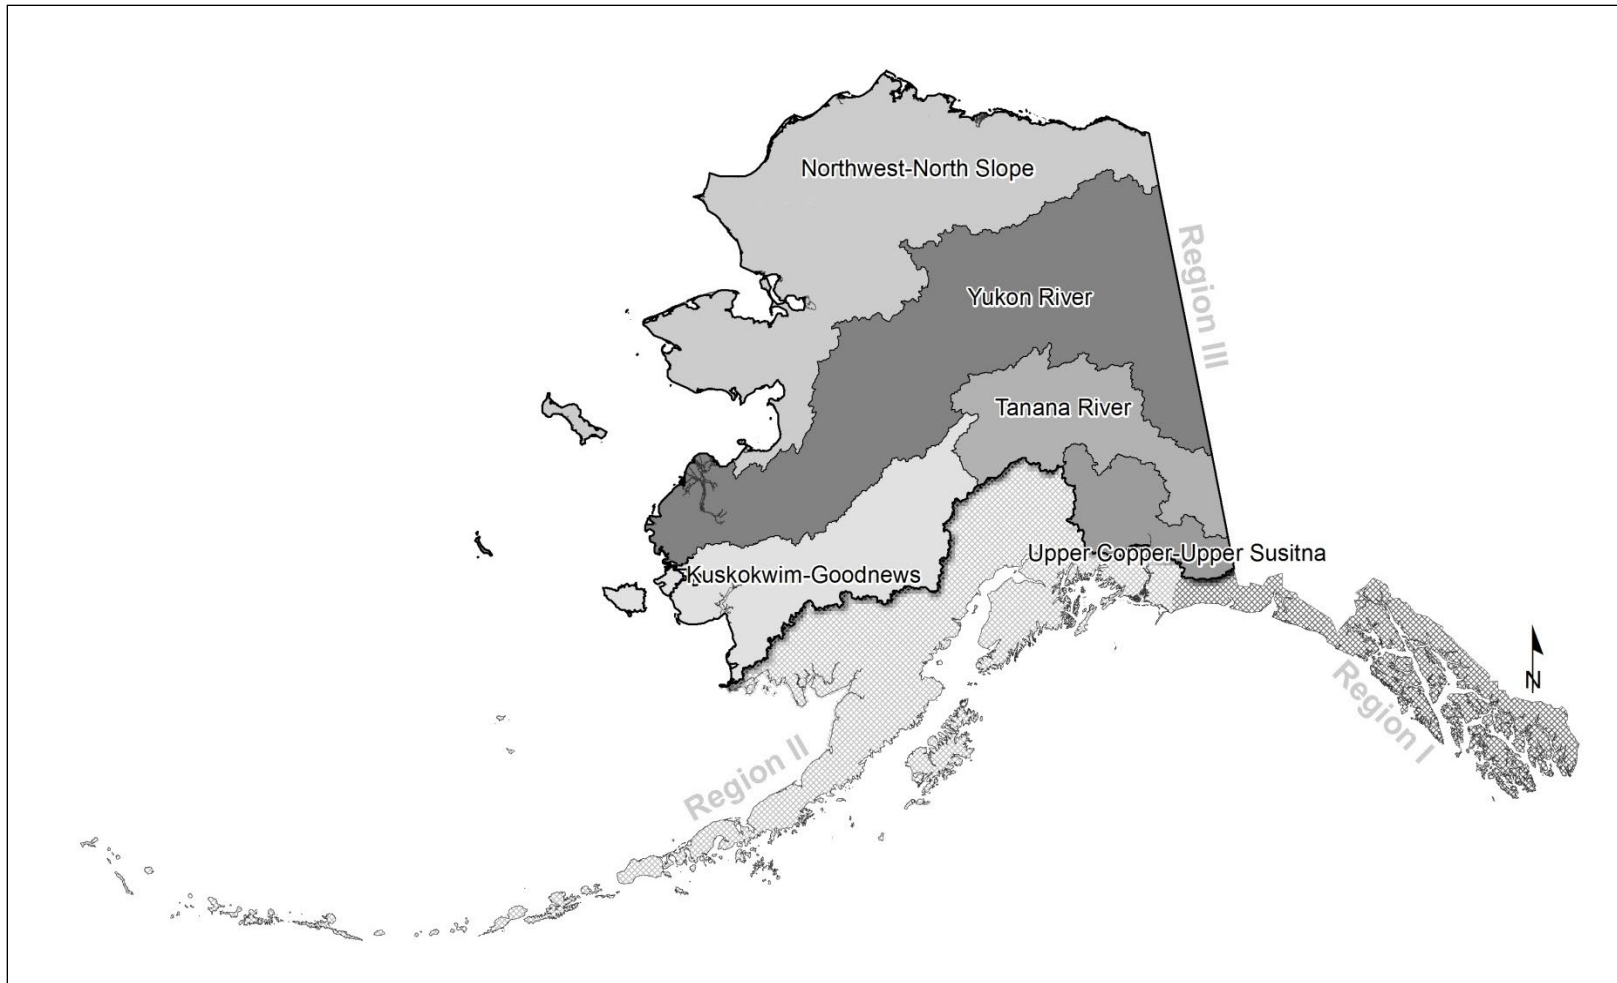 Northwest-North Slope
Region III
Yukon River
Tanana River
Upper Copper-Upper Susitna
Kuskokwim-Goodnews
N
Region I
Region II